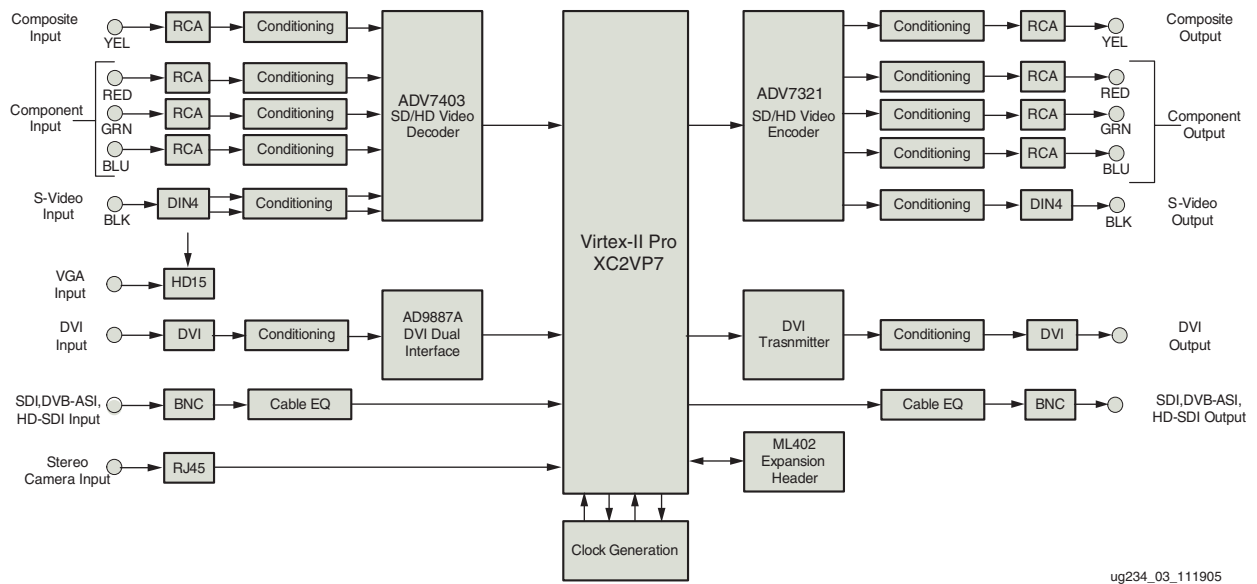 Composite
Input
YEL
RCA
Conditioning
Component
Input
RED
RCA
Conditioning
GRN
RCA
Conditioning
BLU
RCA
Conditioning
S-Video
Input
BLK
DIN4
Conditioning
ADV7403
SD/HD Video
Decoder
VGA
Input
HD15
DVI
Input
DVI
Conditioning
AD9887A
DVI Dual
Interface
SDI,DVB-ASI,
HD-SDI Input
BNC
Cable EQ
Stereo
Camera Input
RJ45
Virtex-II Pro
XC2VP7
Clock Generation
ADV7321
SD/HD Video
Encoder
Conditioning
RCA
YEL
Composite
Output
Conditioning
RCA
RED
Conditioning
RCA
GRN
Conditioning
RCA
BLU
Component
Output
Conditioning
DIN4
BLK
S-Video
Output
DVI
Trasnmitter
Conditioning
DVI
DVI
Output
Cable EQ
BNC
SDI,DVB-ASI,
HD-SDI Output
ML402
Expansion
Header
ug234_03_111905